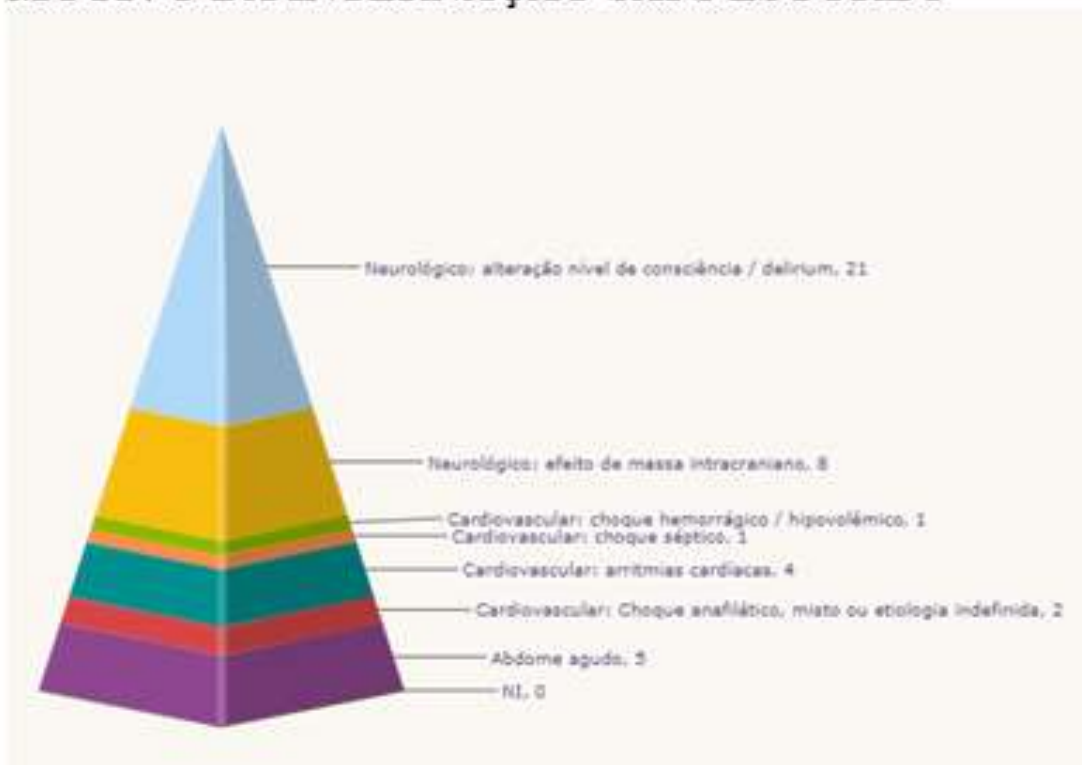 Neurológico: alteração nível de consciência / delirium, 21
Neurológico: efeito de massa intracraniano, 8
Cardiovascular: choque hemorrágico / hipovolêmico, 1
Cardiovascular: choque séptico, 1
Cardiovascular: arritmias cardiacas, 4
Cardiovascular: Choque anafilático, misto ou etiologia indefinida, 2
Abdome agudo, 5
NI, 0